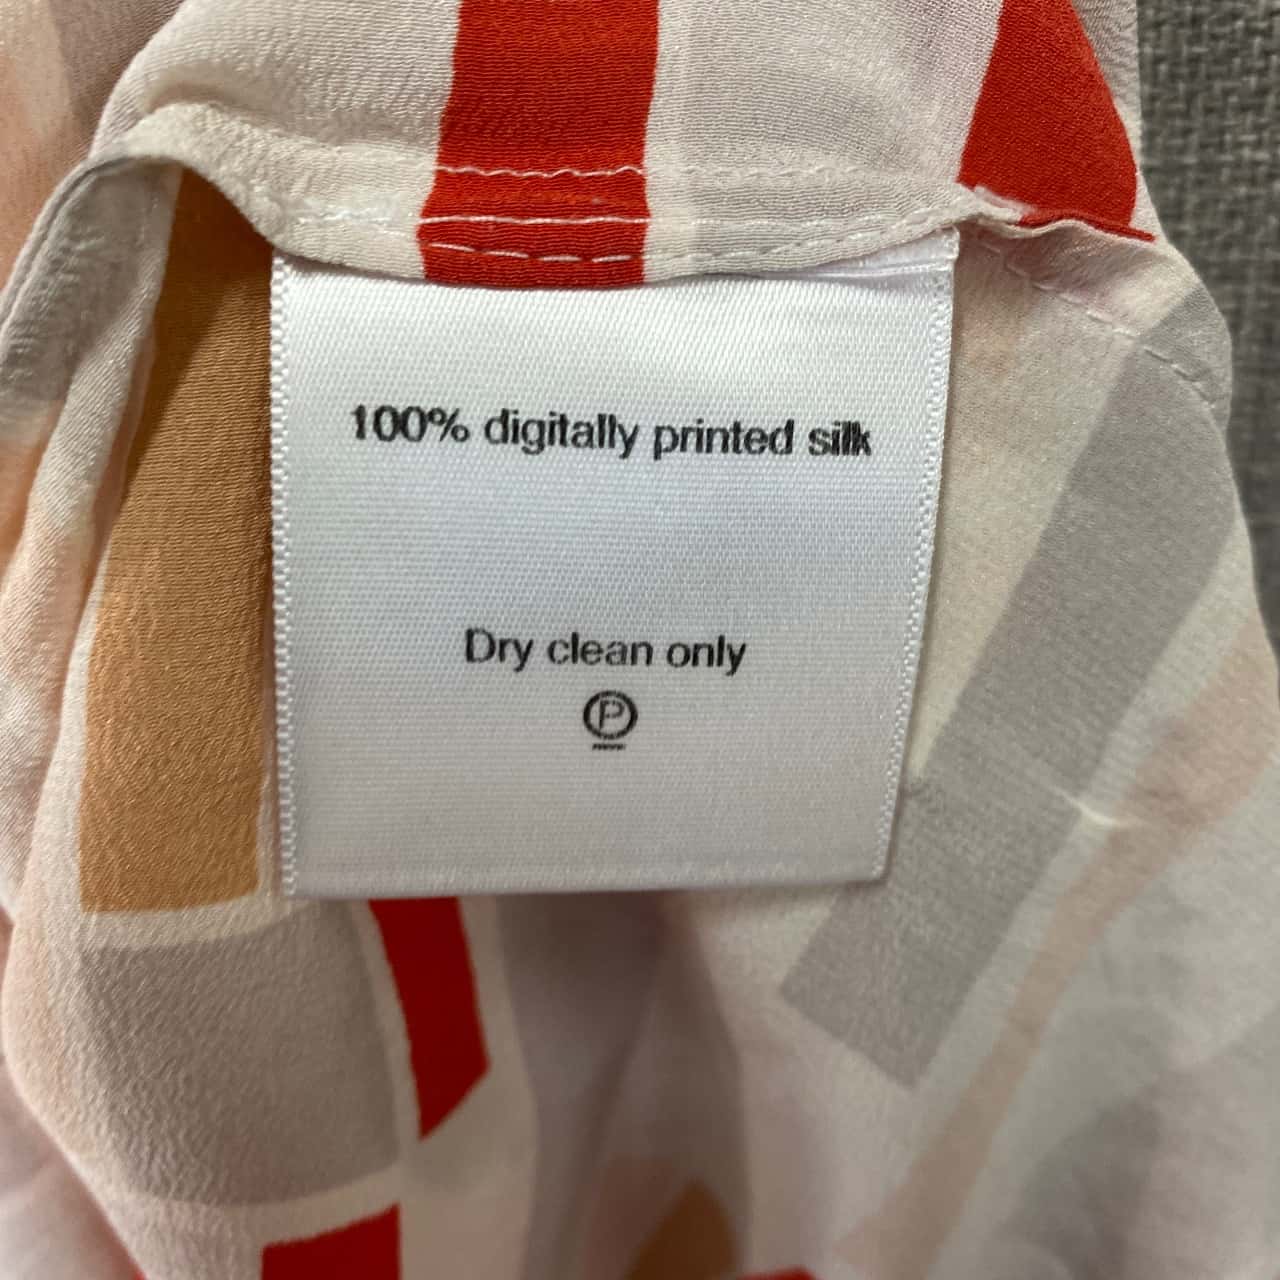 100% digitally printed silk
Dry clean only
P